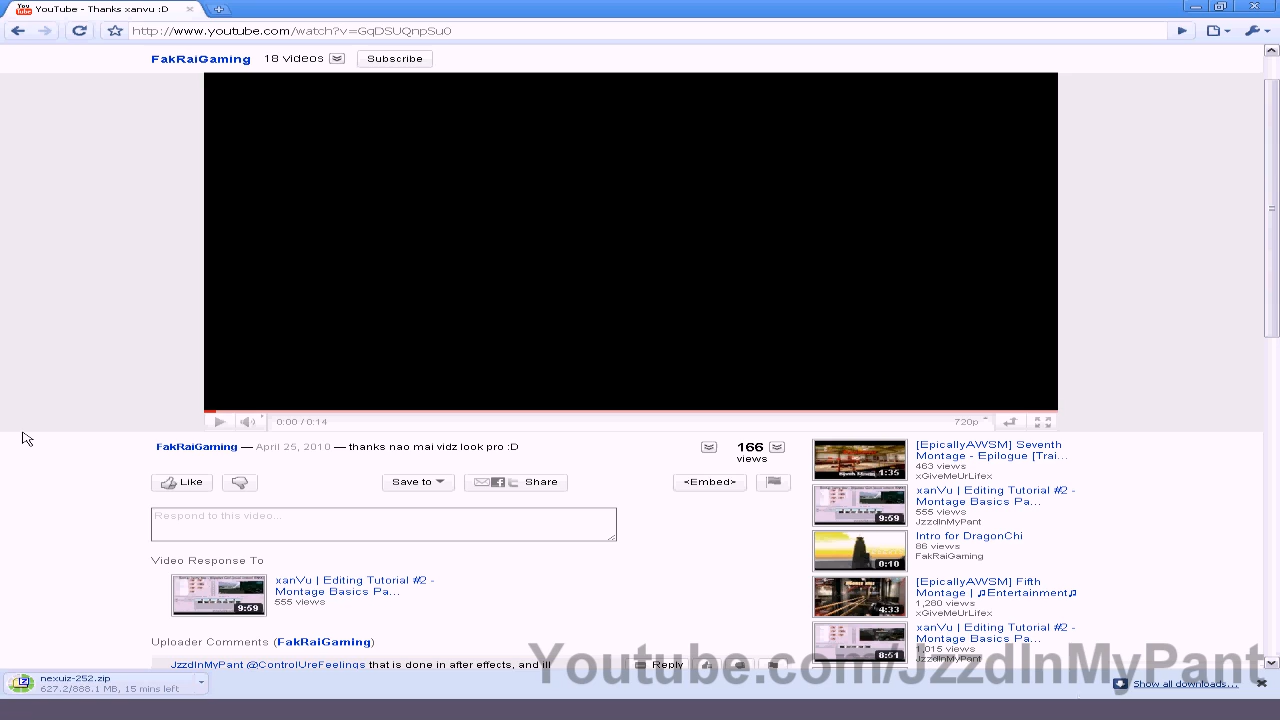 YouTube - Thanks xanvu :D
http://www.youtube.com/watch?v=GqDSUQnpSu0
FakRaiGaming 18 videos Subscribe
0:00 / 0:14 720p
FakRaiGaming — April 25, 2010 — thanks nao mai vidz look pro :D
166
views
Like Save to Share <Embed>
Respond to this video...
Video Response To
xanVu | Editing Tutorial #2 -
Montage Basics Pa...
555 views
9:59
Uploader Comments (FakRaiGaming)
JzzdInMyPant @ControlUreFeelings that is done in after effects, and ill
Reply
[EpicallyAWSM] Seventh
Montage - Epilogue [Trai...
463 views
xGiveMeUrLifex
1:35
xanVu | Editing Tutorial #2 -
Montage Basics Pa...
555 views
JzzdInMyPant
9:59
Intro for DragonChi
86 views
FakRaiGaming
0:10
[EpicallyAWSM] Fifth
Montage | ♫Entertainment♫
1,280 views
xGiveMeUrLifex
4:33
xanVu | Editing Tutorial #2 -
Montage Basics Pa...
1,015 views
JzzdInMyPant
8:51
Youtube.com/JzzdInMyPant
nexuiz-252.zip
627.2/888.1 MB, 15 mins left
Show all downloads...